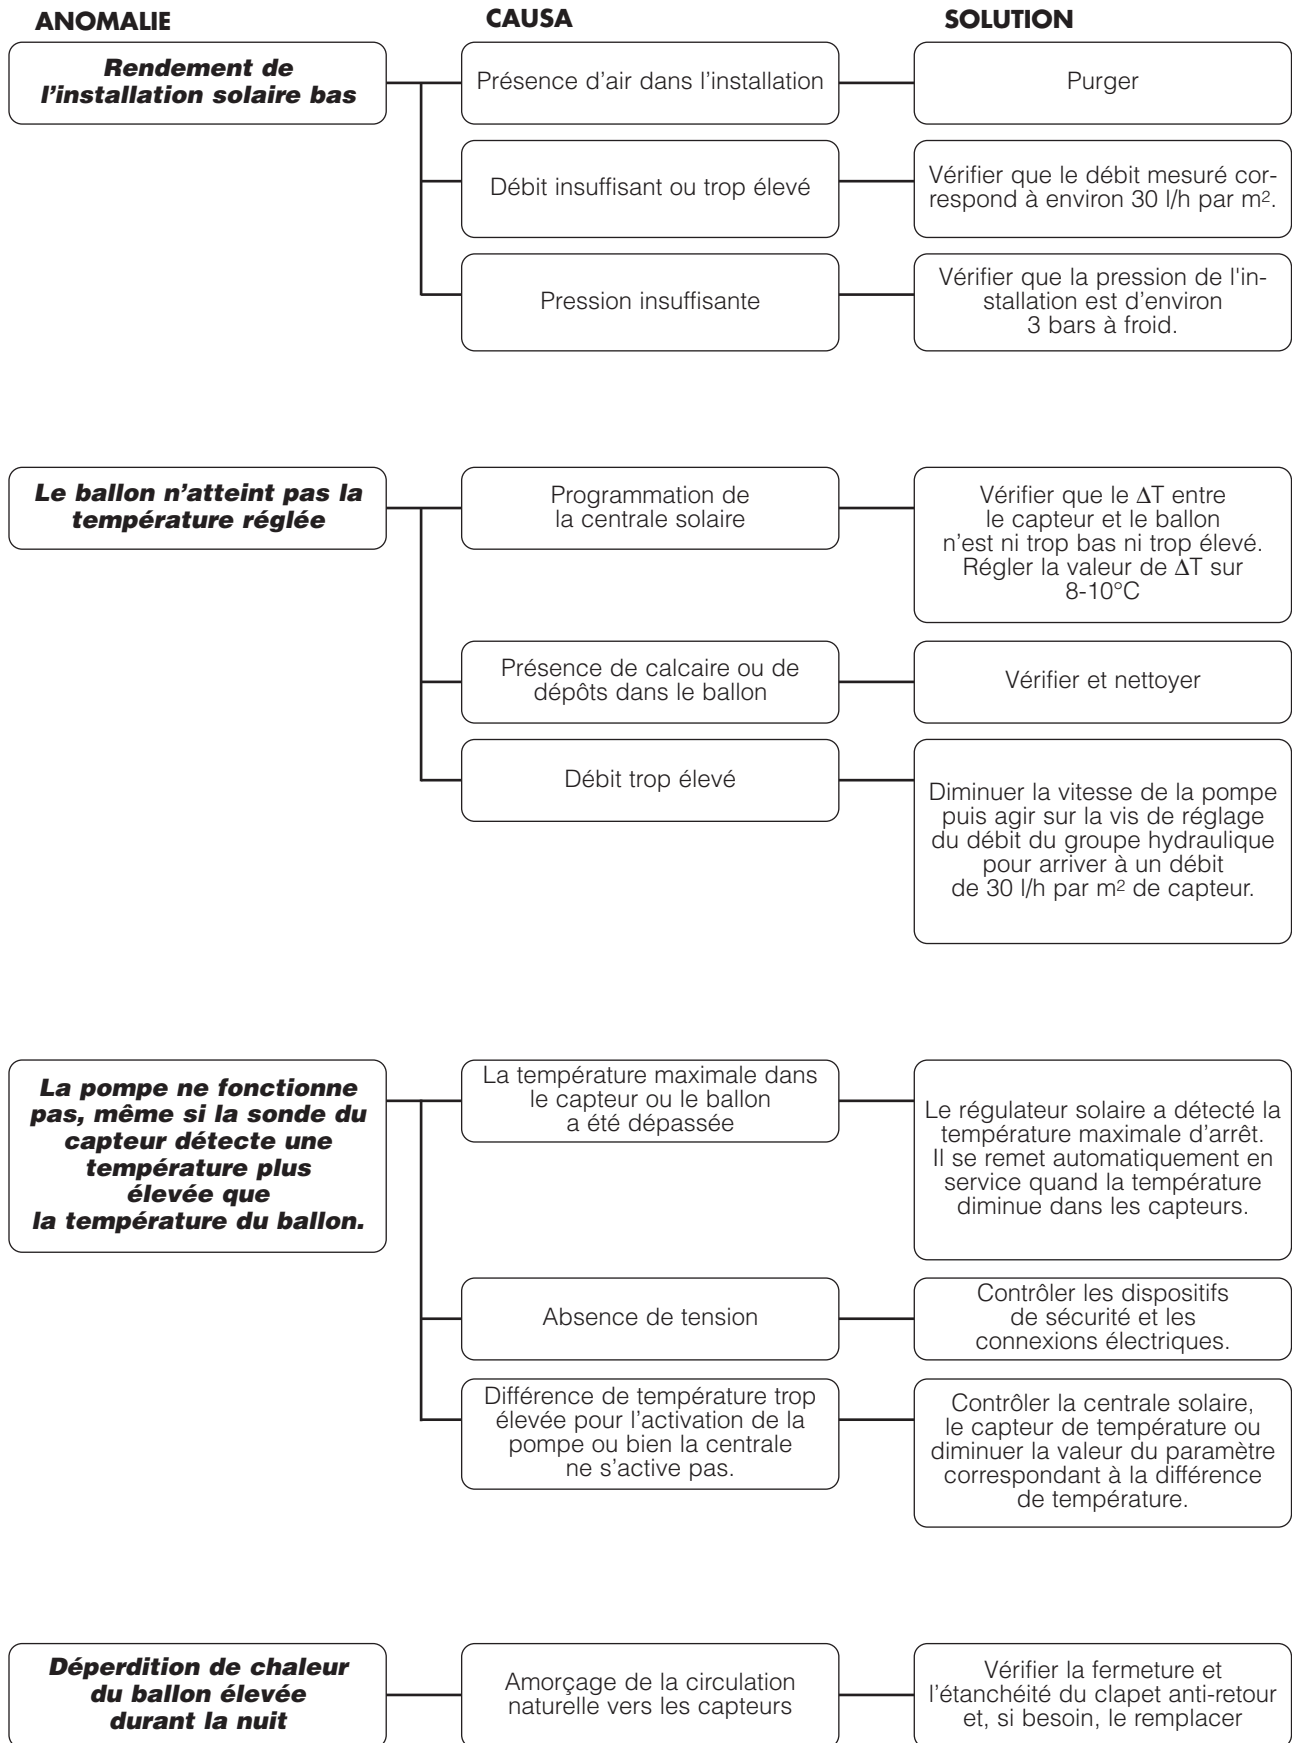 ANOMALIE
CAUSA
SOLUTION
Rendement de
l’installation solaire bas
Présence d’air dans l’installation
Purger
Débit insuffisant ou trop élevé
Vérifier que le débit mesuré cor-
respond à environ 30 l/h par m².
Pression insuffisante
Vérifier que la pression de l'in-
stallation est d’environ
3 bars à froid.
Le ballon n’atteint pas la
température réglée
Programmation de
la centrale solaire
Vérifier que le ΔT entre
le capteur et le ballon
n’est ni trop bas ni trop élevé.
Régler la valeur de ΔT sur
8-10°C
Présence de calcaire ou de
dépôts dans le ballon
Vérifier et nettoyer
Débit trop élevé
Diminuer la vitesse de la pompe
puis agir sur la vis de réglage
du débit du groupe hydraulique
pour arriver à un débit
de 30 l/h par m² de capteur.
La pompe ne fonctionne
pas, même si la sonde du
capteur détecte une
température plus
élevée que
la température du ballon.
La température maximale dans
le capteur ou le ballon
a été dépassée
Le régulateur solaire a détecté la
température maximale d’arrêt.
Il se remet automatiquement en
service quand la température
diminue dans les capteurs.
Absence de tension
Contrôler les dispositifs
de sécurité et les
connexions électriques.
Différence de température trop
élevée pour l’activation de la
pompe ou bien la centrale
ne s’active pas.
Contrôler la centrale solaire,
le capteur de température ou
diminuer la valeur du paramètre
correspondant à la différence
de température.
Déperdition de chaleur
du ballon élevée
durant la nuit
Amorçage de la circulation
naturelle vers les capteurs
Vérifier la fermeture et
l’étanchéité du clapet anti-retour
et, si besoin, le remplacer